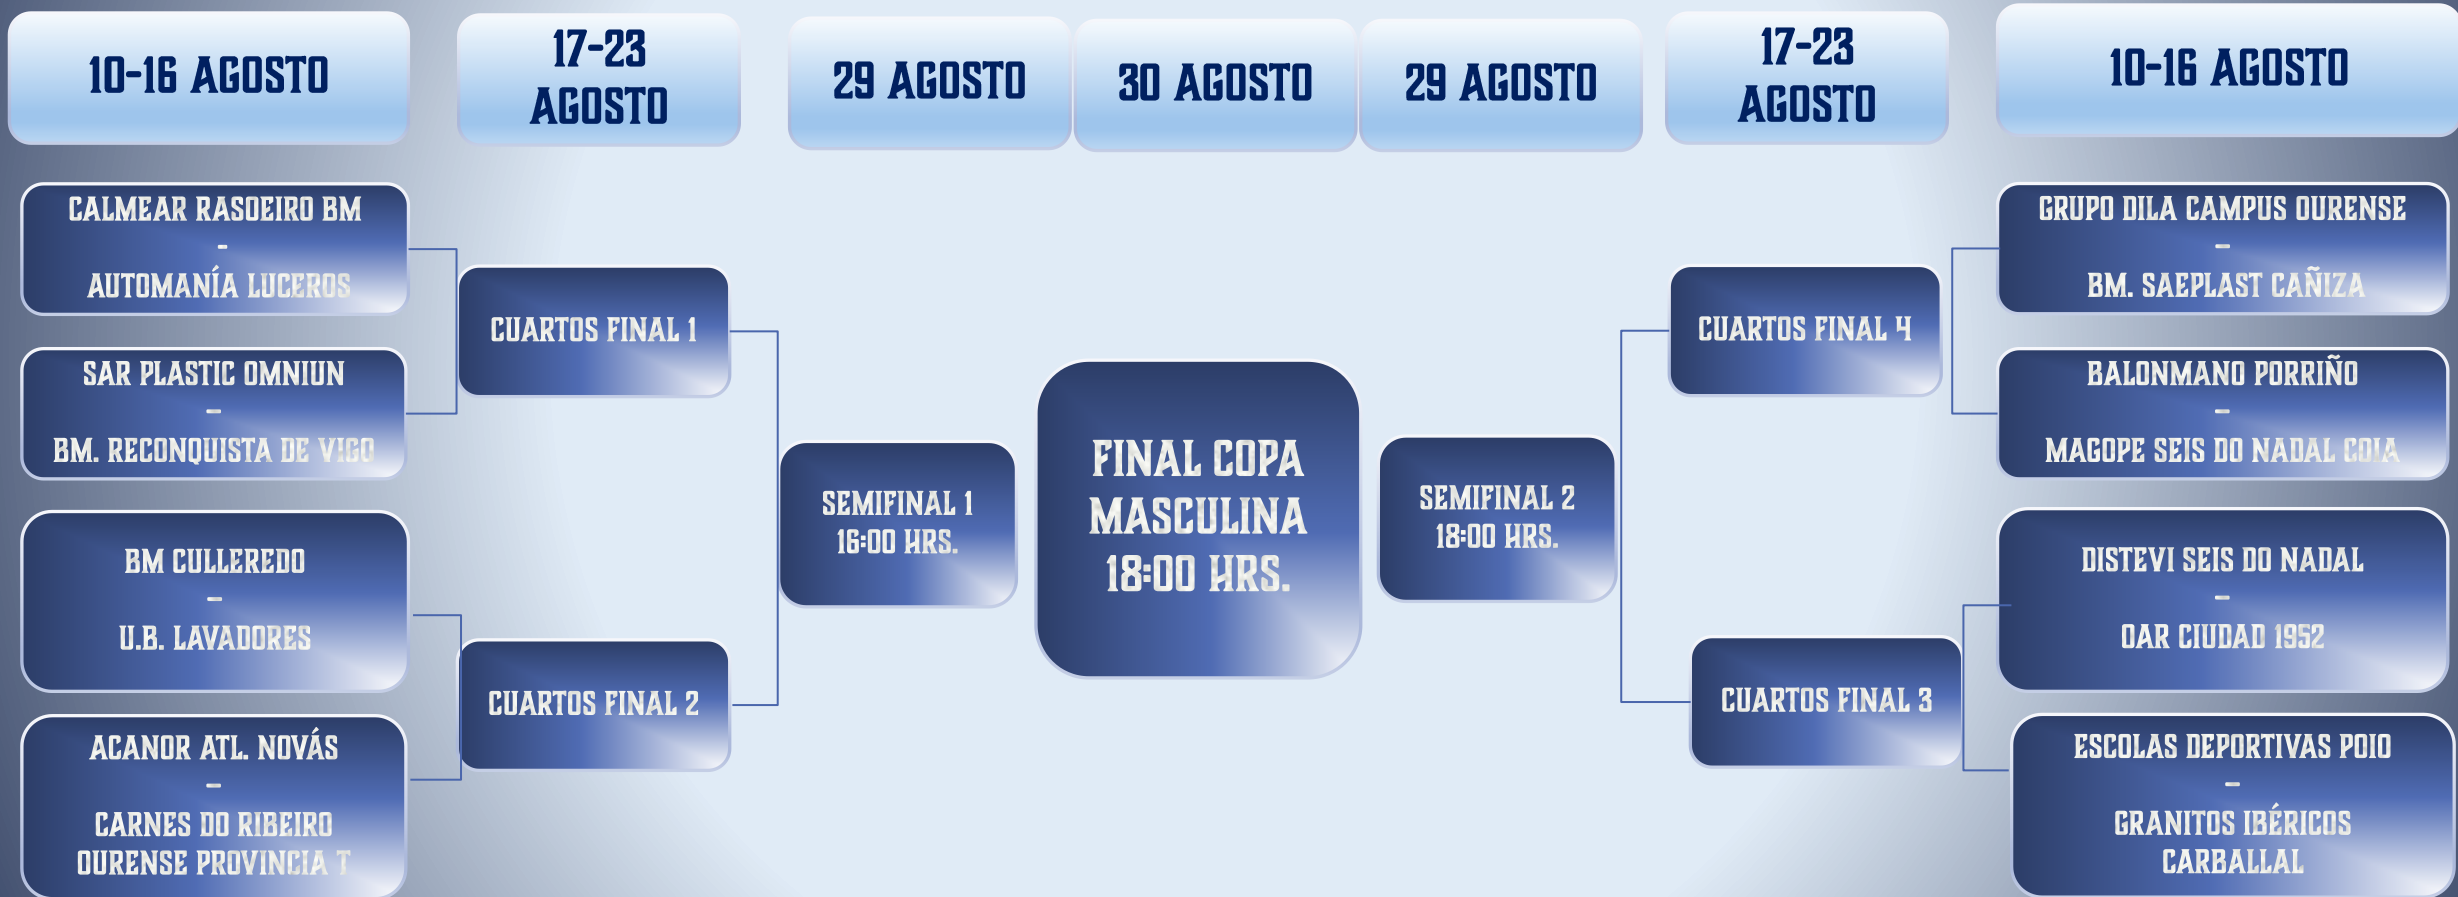 10-16 AGOSTO
17-23
AGOSTO
29 AGOSTO
30 AGOSTO
29 AGOSTO
17-23
AGOSTO
10-16 AGOSTO
CALMEAR RASOEIRO BM
-
AUTOMANÍA LUCEROS
SAR PLASTIC OMNIUN
–
BM. RECONQUISTA DE VIGO
BM CULLEREDO
–
U.B. LAVADORES
ACANOR ATL. NOVÁS
–
CARNES DO RIBEIRO
OURENSE PROVINCIA T
CUARTOS FINAL 1
CUARTOS FINAL 2
SEMIFINAL 1
16:00 HRS.
FINAL COPA
MASCULINA
18:00 HRS.
SEMIFINAL 2
18:00 HRS.
CUARTOS FINAL 4
CUARTOS FINAL 3
GRUPO DILA CAMPUS OURENSE
–
BM. SAEPLAST CAÑIZA
BALONMANO PORRIÑO
–
MAGOPE SEIS DO NADAL COIA
DISTEVI SEIS DO NADAL
–
OAR CIUDAD 1952
ESCOLAS DEPORTIVAS POIO
–
GRANITOS IBÉRICOS
CARBALLAL